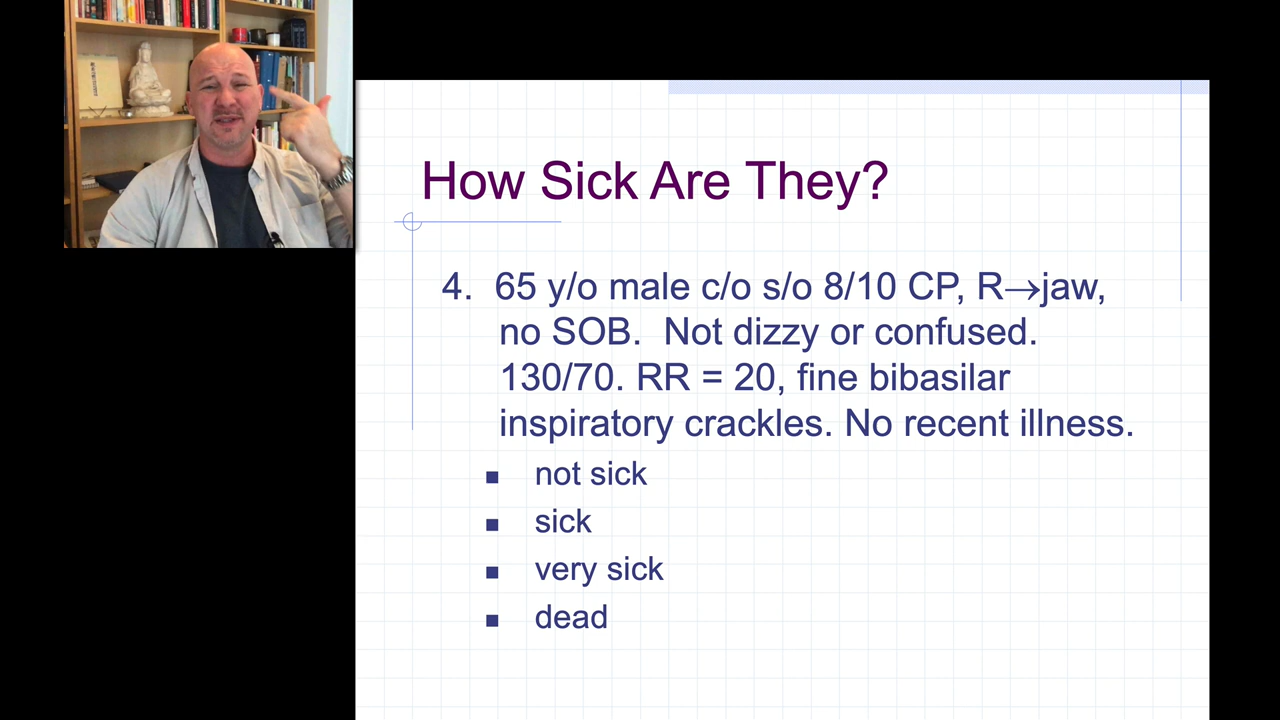 How Sick Are They?
4. 65 y/o male c/o s/o 8/10 CP, R→jaw,
no SOB. Not dizzy or confused.
130/70. RR = 20, fine bibasilar
inspiratory crackles. No recent illness.
■ not sick
■ sick
■ very sick
■ dead